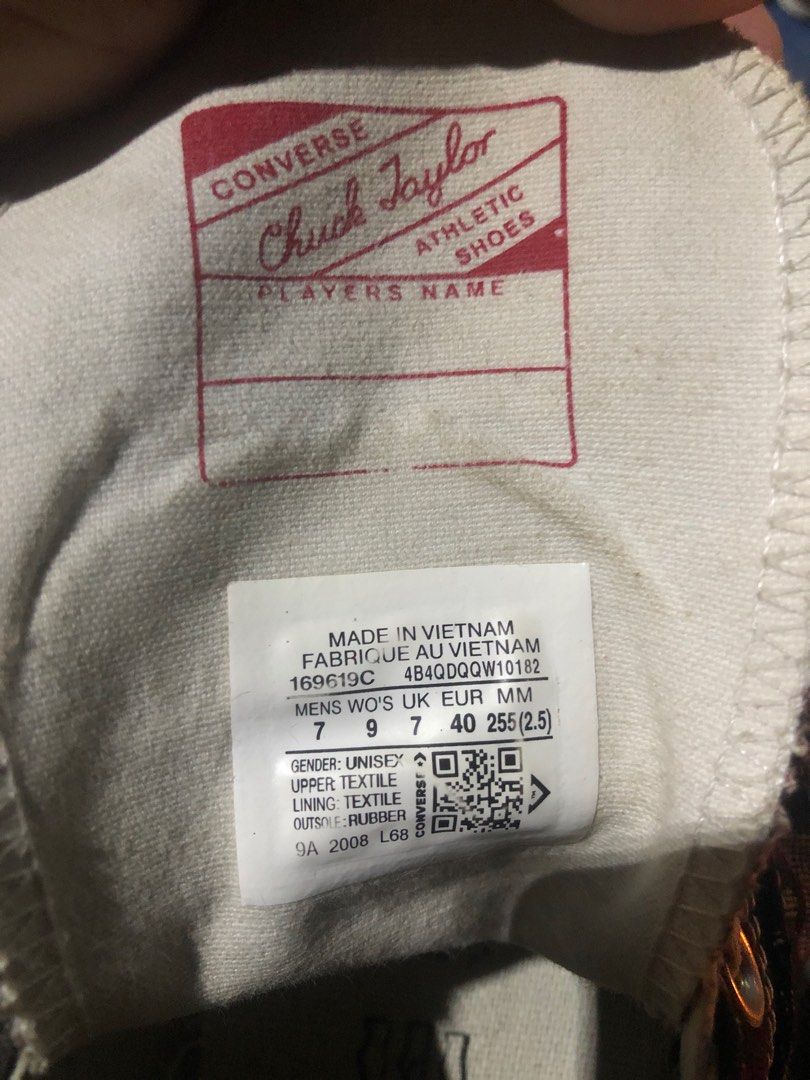 CONVERSE
Chuck Taylor
ATHLETIC
SHOES
PLAYERS NAME
MADE IN VIETNAM
FABRIQUE AU VIETNAM
169619C 4B4QDQQW10182
MENS WO'S UK EUR MM
7 9 7 40 255(2.5)
GENDER: UNISEX
UPPER: TEXTILE
LINING: TEXTILE
OUTSOLE: RUBBER
9A 2008 L68
CONVERSE